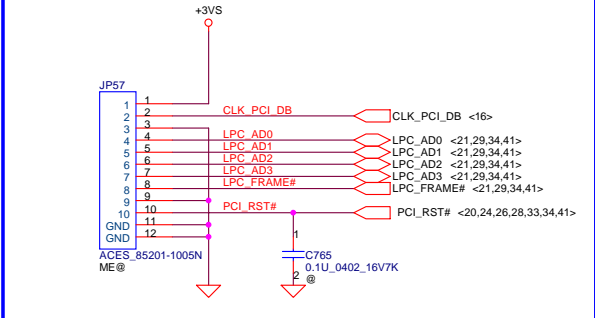 +3VS
JP57
1 1
2 2 CLK_PCI_DB CLK_PCI_DB <16>
3 3
4 4 LPC_AD0 LPC_AD0 <21,29,34,41>
5 5 LPC_AD1 LPC_AD1 <21,29,34,41>
6 6 LPC_AD2 LPC_AD2 <21,29,34,41>
7 7 LPC_AD3 LPC_AD3 <21,29,34,41>
8 8 LPC_FRAME# LPC_FRAME# <21,29,34,41>
9 9
10 10 PCI_RST# PCI_RST# <20,24,26,28,33,34,41>
GND 11
GND 12
1
ACES_85201-1005N C765
ME@ 0.1U_0402_16V7K
2 @